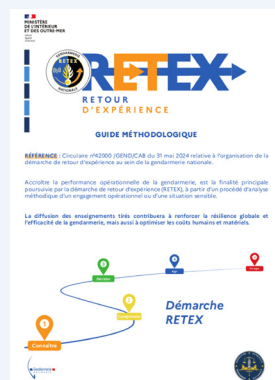 MINISTÈRE
DE L'INTÉRIEUR
ET DES OUTRE-MER
GENDARMERIE
NATIONALE
RETEX
RETOUR
D'EXPÉRIENCE
GUIDE MÉTHODOLOGIQUE
RÉFÉRENCE : Circulaire n°42000 /GEND/CAB du 31 mai 2024 relative à l'organisation de la
démarche de retour d'expérience au sein de la gendarmerie nationale.
Accroître la performance opérationnelle de la gendarmerie, est la finalité principale
poursuivie par la démarche de retour d'expérience (RETEX), à partir d'un procédé d'analyse
méthodique d'un engagement opérationnel ou d'une situation sensible.
La diffusion des enseignements tirés contribuera à renforcer la résilience globale et
l'efficacité de la gendarmerie, mais aussi à optimiser les coûts humains et matériels.
Démarche
RETEX
1
Connaître